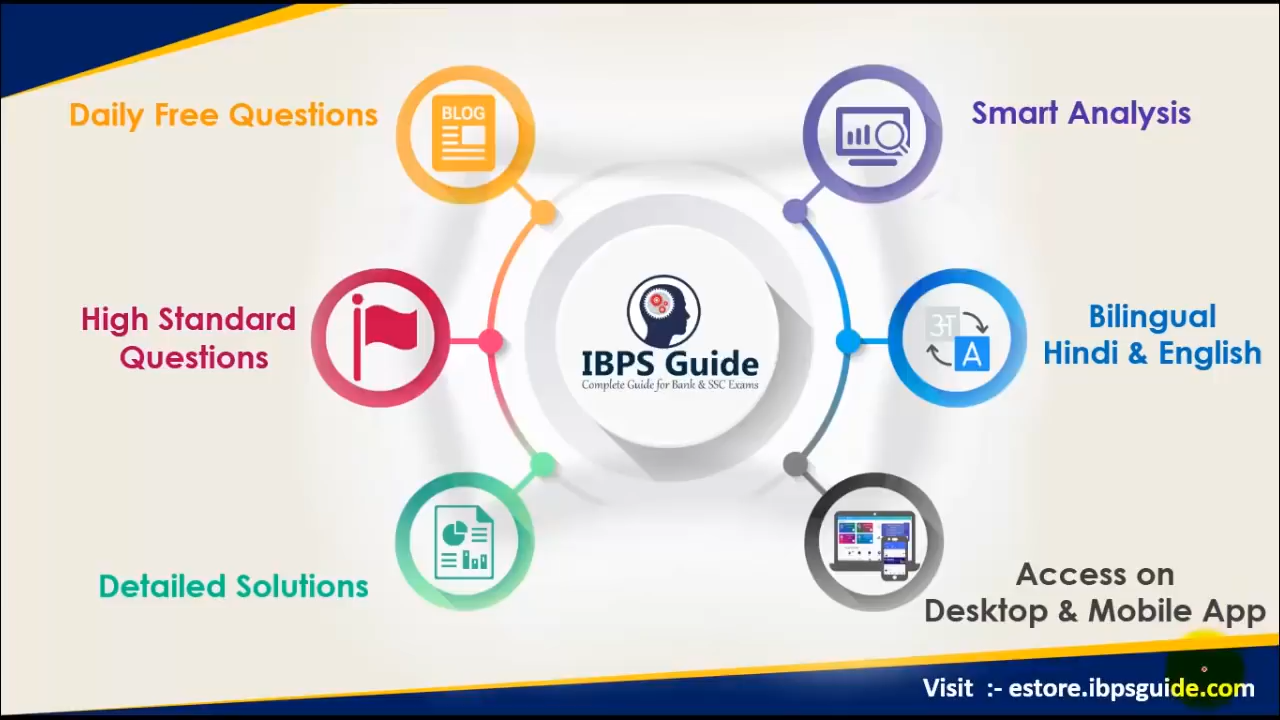 Daily Free Questions
BLOG
Smart Analysis
High Standard
Questions
IBPS Guide
Complete Guide for Bank & SSC Exams
अ
A
Bilingual
Hindi & English
Detailed Solutions
Access on
Desktop & Mobile App
Visit :- estore.ibpsguide.com